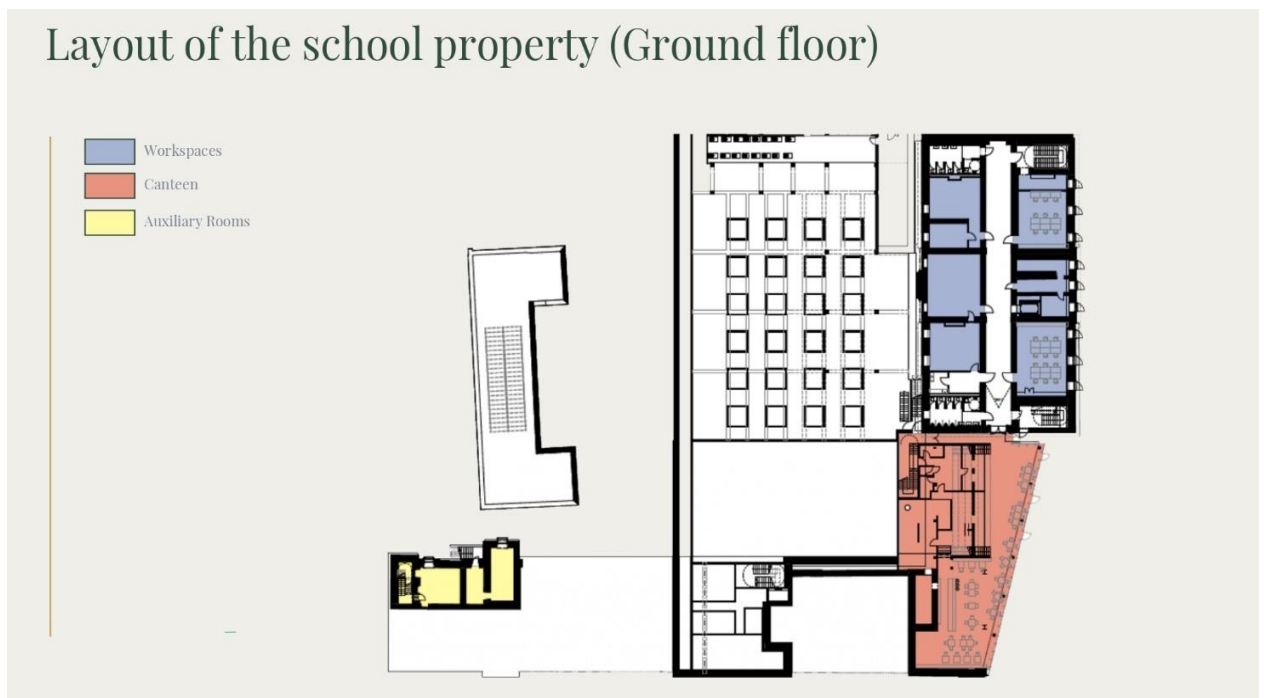 Layout of the school property (Ground floor)
Workspaces
Canteen
Auxiliary Rooms